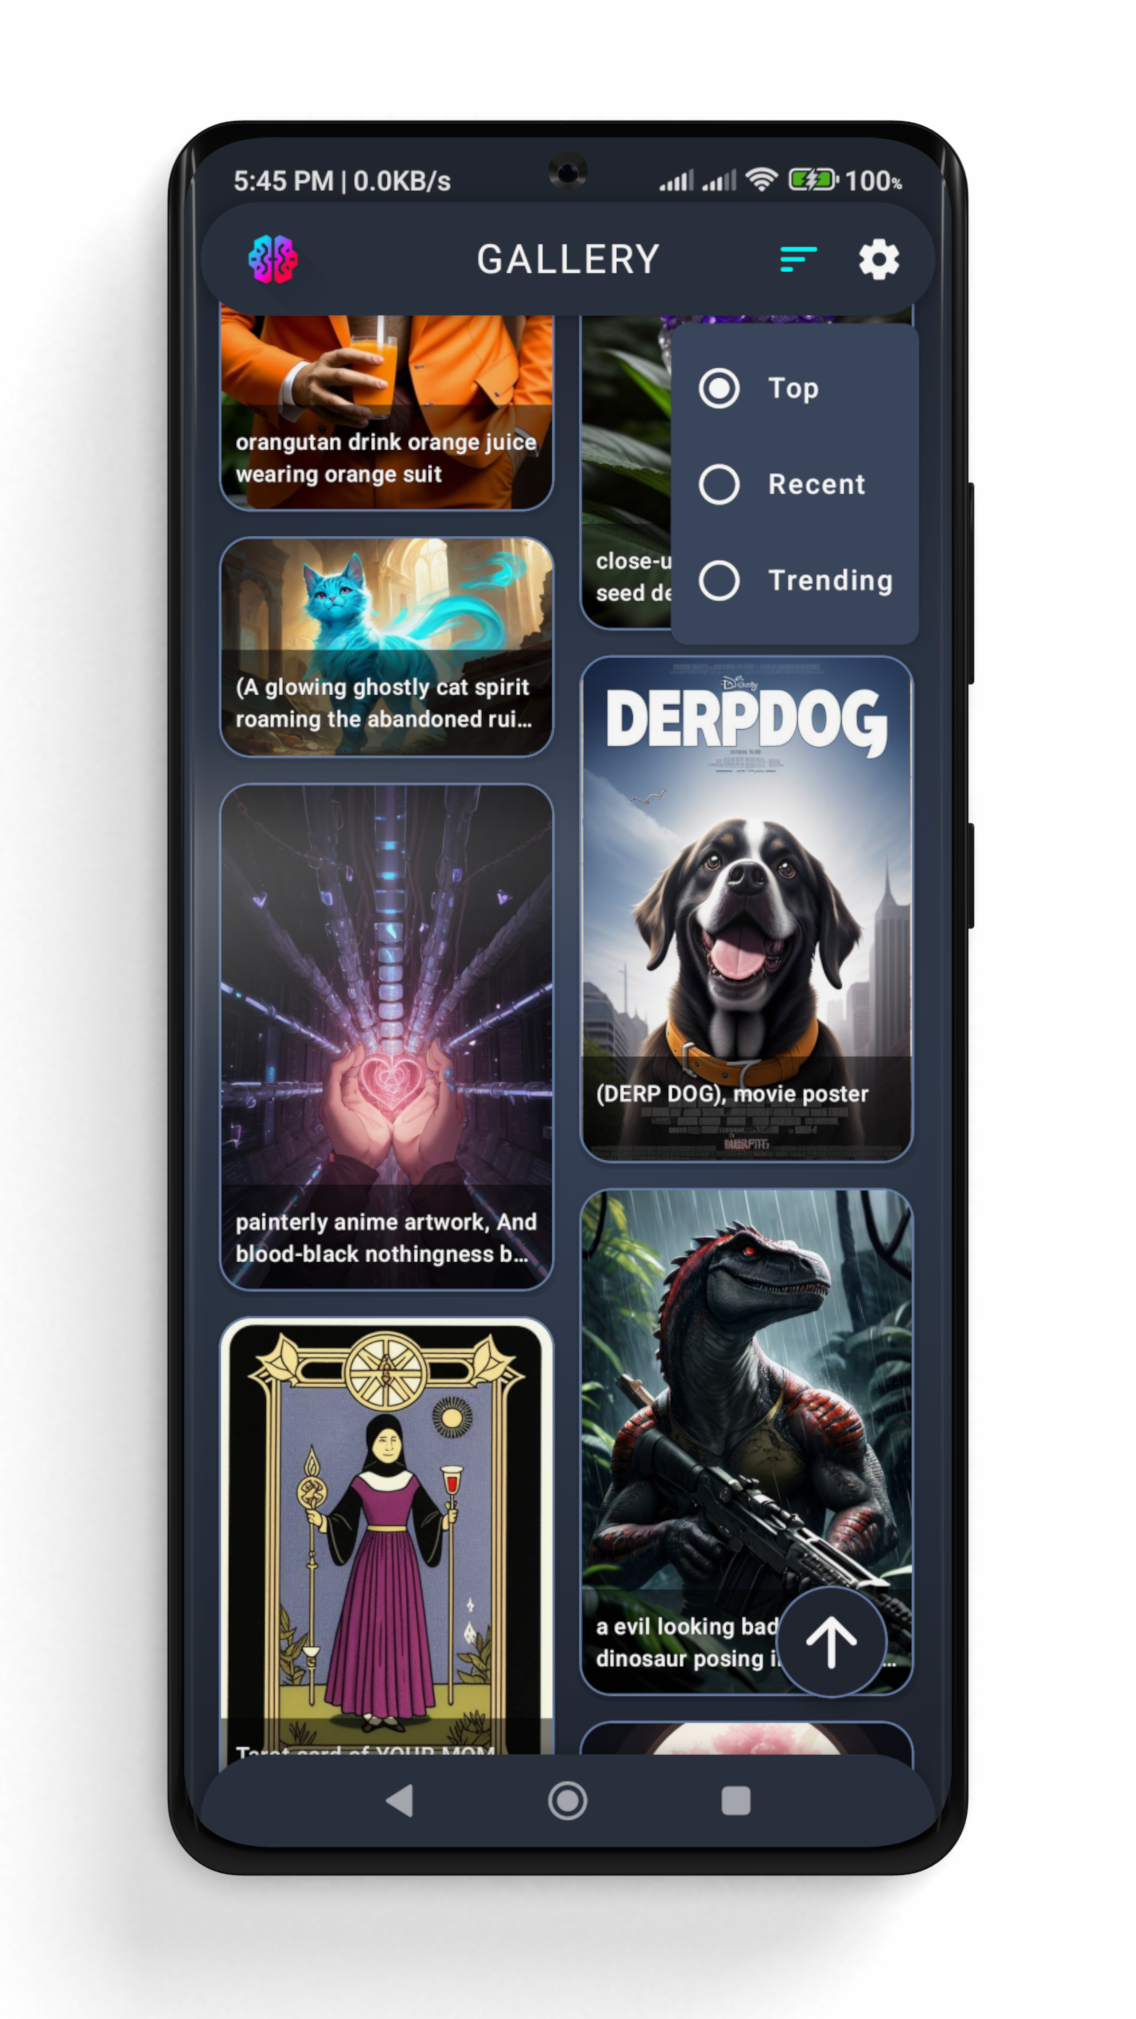 5:45 PM | 0.0KB/s
100%
GALLERY
Top
Recent
Trending
orangutan drink orange juice
wearing orange suit
close-u
seed de
(A glowing ghostly cat spirit
roaming the abandoned rui...
Disney
DERPDOG
(DERP DOG), movie poster
painterly anime artwork, And
blood-black nothingness b...
a evil looking bad
dinosaur posing i
...
Tarot card of YOUR MOM